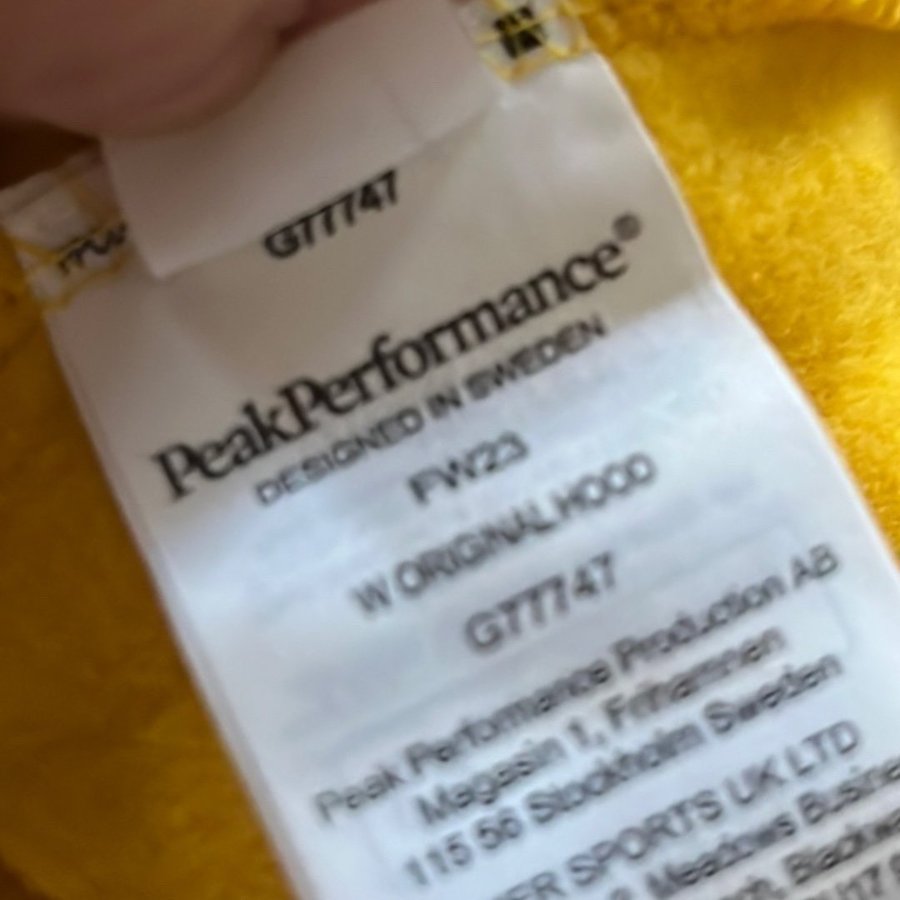 G77747
PeakPerformance®
DESIGNED IN SWEDEN
FW23
W ORIGINAL HOOD
G77747
Peak Performance Production AB
Magasin 1, Frihamnen
115 56 Stockholm Sweden
SPORTS UK LTD
Meadows